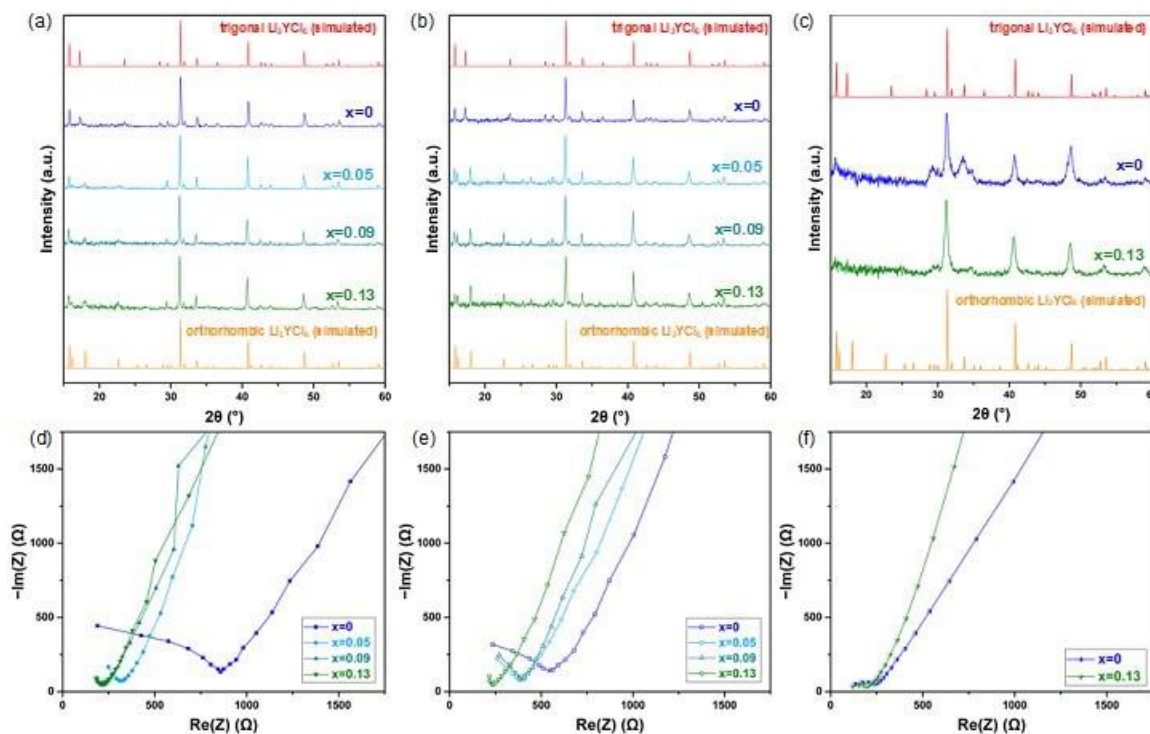 (a)
trigonal Li₃YCl₆ (simulated)
x=0
x=0.05
x=0.09
x=0.13
orthorhombic Li₃YCl₆ (simulated)
Intensity (a.u.)
20 30 40 50 60
2θ (°)
(b)
trigonal Li₃YCl₆ (simulated)
x=0
x=0.05
x=0.09
x=0.13
orthorhombic Li₃YCl₆ (simulated)
Intensity (a.u.)
20 30 40 50 60
2θ (°)
(c)
trigonal Li₃YCl₆ (simulated)
x=0
x=0.13
orthorhombic Li₃YCl₆ (simulated)
Intensity (a.u.)
20 30 40 50 60
2θ (°)
(d)
1500
1000
500
0
−Im(Z) (Ω)
x=0
x=0.05
x=0.09
x=0.13
0 500 1000 1500
Re(Z) (Ω)
(e)
1500
1000
500
0
−Im(Z) (Ω)
x=0
x=0.05
x=0.09
x=0.13
0 500 1000 1500
Re(Z) (Ω)
(f)
1500
1000
500
0
−Im(Z) (Ω)
x=0
x=0.13
0 500 1000 1500
Re(Z) (Ω)